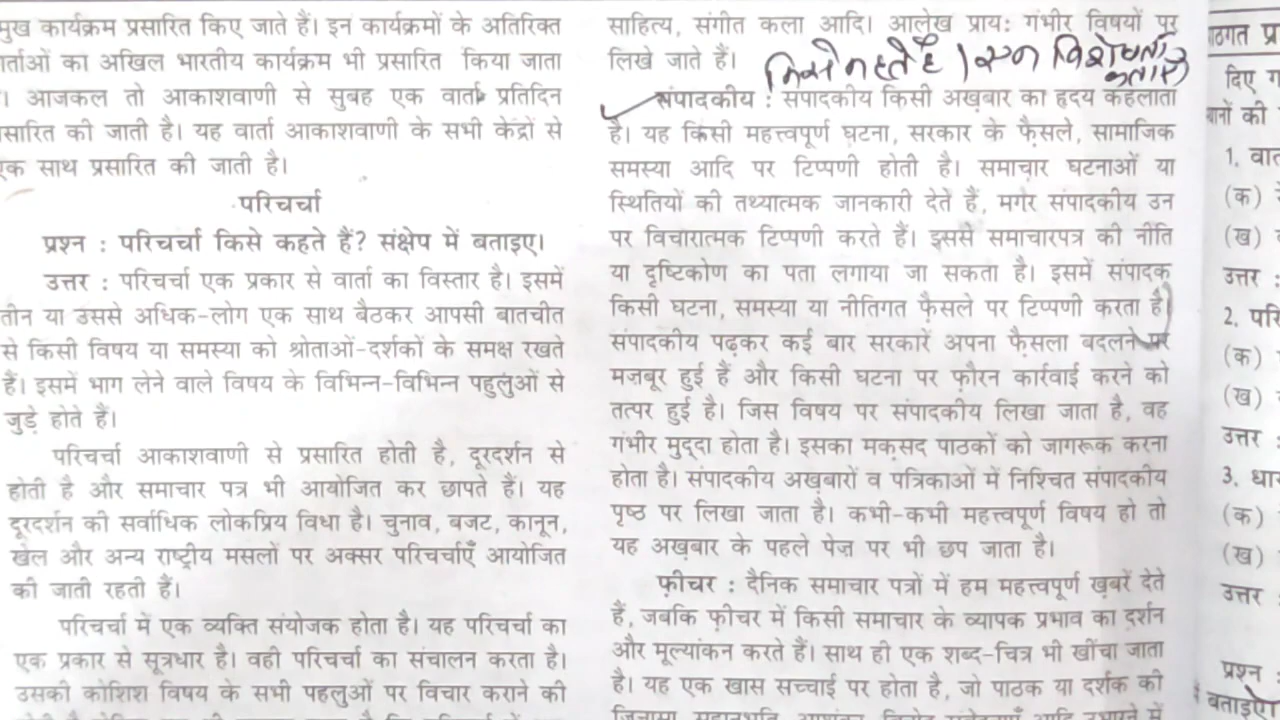 मुख कार्यक्रम प्रसारित किए जाते हैं। इन कार्यक्रमों के अतिरिक्त
र्ताओं का अखिल भारतीय कार्यक्रम भी प्रसारित किया जाता
। आजकल तो आकाशवाणी से सुबह एक वार्ता प्रतिदिन
सारित की जाती है। यह वार्ता आकाशवाणी के सभी केंद्रों से
एक साथ प्रसारित की जाती है।
परिचर्चा
प्रश्न : परिचर्चा किसे कहते हैं? संक्षेप में बताइए।
उत्तर : परिचर्चा एक प्रकार से वार्ता का विस्तार है। इसमें
तीन या उससे अधिक-लोग एक साथ बैठकर आपसी बातचीत
से किसी विषय या समस्या को श्रोताओं-दर्शकों के समक्ष रखते
हैं। इसमें भाग लेने वाले विषय के विभिन्न-विभिन्न पहलुओं से
जुड़े होते हैं।
परिचर्चा आकाशवाणी से प्रसारित होती है, दूरदर्शन से
होती है और समाचार पत्र भी आयोजित कर छापते हैं। यह
दूरदर्शन की सर्वाधिक लोकप्रिय विधा है। चुनाव, बजट, कानून,
खेल और अन्य राष्ट्रीय मसलों पर अक्सर परिचर्चाएँ आयोजित
की जाती रहती हैं।
परिचर्चा में एक व्यक्ति संयोजक होता है। यह परिचर्चा का
एक प्रकार से सूत्रधार है। वही परिचर्चा का संचालन करता है।
उसकी कोशिश विषय के सभी पहलुओं पर विचार कराने की
साहित्य, संगीत कला आदि। आलेख प्राय: गंभीर विषयों पर
लिखे जाते हैं।
संपादकीय : संपादकीय किसी अख़बार का हृदय कहलाता
है। यह किसी महत्त्वपूर्ण घटना, सरकार के फ़ैसले, सामाजिक
समस्या आदि पर टिप्पणी होती है। समाचार घटनाओं या
स्थितियों की तथ्यात्मक जानकारी देते हैं, मगर संपादकीय उन
पर विचारात्मक टिप्पणी करते हैं। इससे समाचारपत्र की नीति
या दृष्टिकोण का पता लगाया जा सकता है। इसमें संपादक
किसी घटना, समस्या या नीतिगत फ़ैसले पर टिप्पणी करता है।
संपादकीय पढ़कर कई बार सरकारें अपना फ़ैसला बदलने पर
मज़बूर हुई हैं और किसी घटना पर फ़ौरन कार्रवाई करने को
तत्पर हुई है। जिस विषय पर संपादकीय लिखा जाता है, वह
गंभीर मुद्दा होता है। इसका मक़सद पाठकों को जागरूक करना
होता है। संपादकीय अख़बारों व पत्रिकाओं में निश्चित संपादकीय
पृष्ठ पर लिखा जाता है। कभी-कभी महत्त्वपूर्ण विषय हो तो
यह अख़बार के पहले पेज़ पर भी छप जाता है।
फ़ीचर : दैनिक समाचार पत्रों में हम महत्त्वपूर्ण ख़बरें देते
हैं, जबकि फ़ीचर में किसी समाचार के व्यापक प्रभाव का दर्शन
और मूल्यांकन करते हैं। साथ ही एक शब्द-चित्र भी खींचा जाता
है। यह एक खास सच्चाई पर होता है, जो पाठक या दर्शक की
ठगत प्र
दिए ग
नों की
1. वात
(क)
(ख)
उत्तर :
2. परि
(क)
(ख)
उत्तर :
3. धा
(क)
(ख)
उत्तर
प्रश्न :
बताइए।